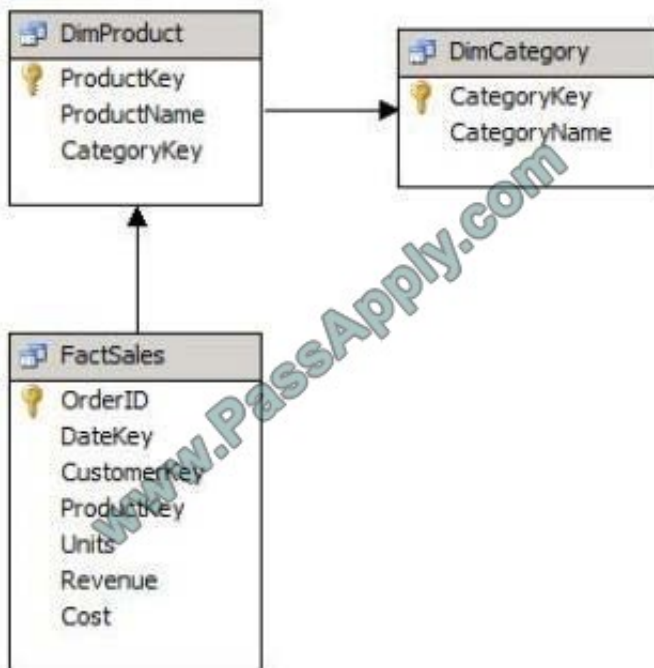 DimProduct
ProductKey
ProductName
CategoryKey
DimCategory
CategoryKey
CategoryName
FactSales
OrderID
DateKey
CustomerKey
ProductKey
Units
Revenue
Cost
www.PassApply.com